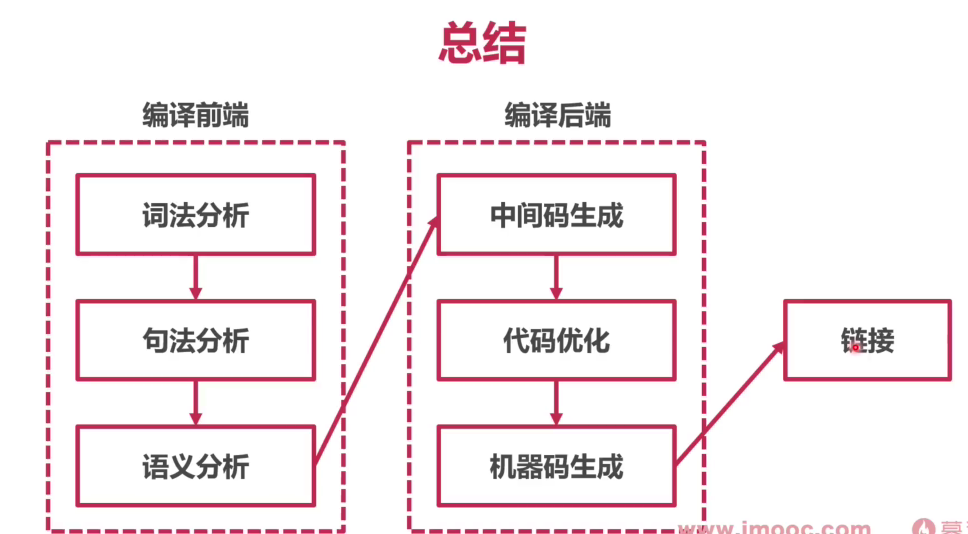 总结
编译前端
词法分析
句法分析
语义分析
编译后端
中间码生成
代码优化
机器码生成
链接
www.imooc.com